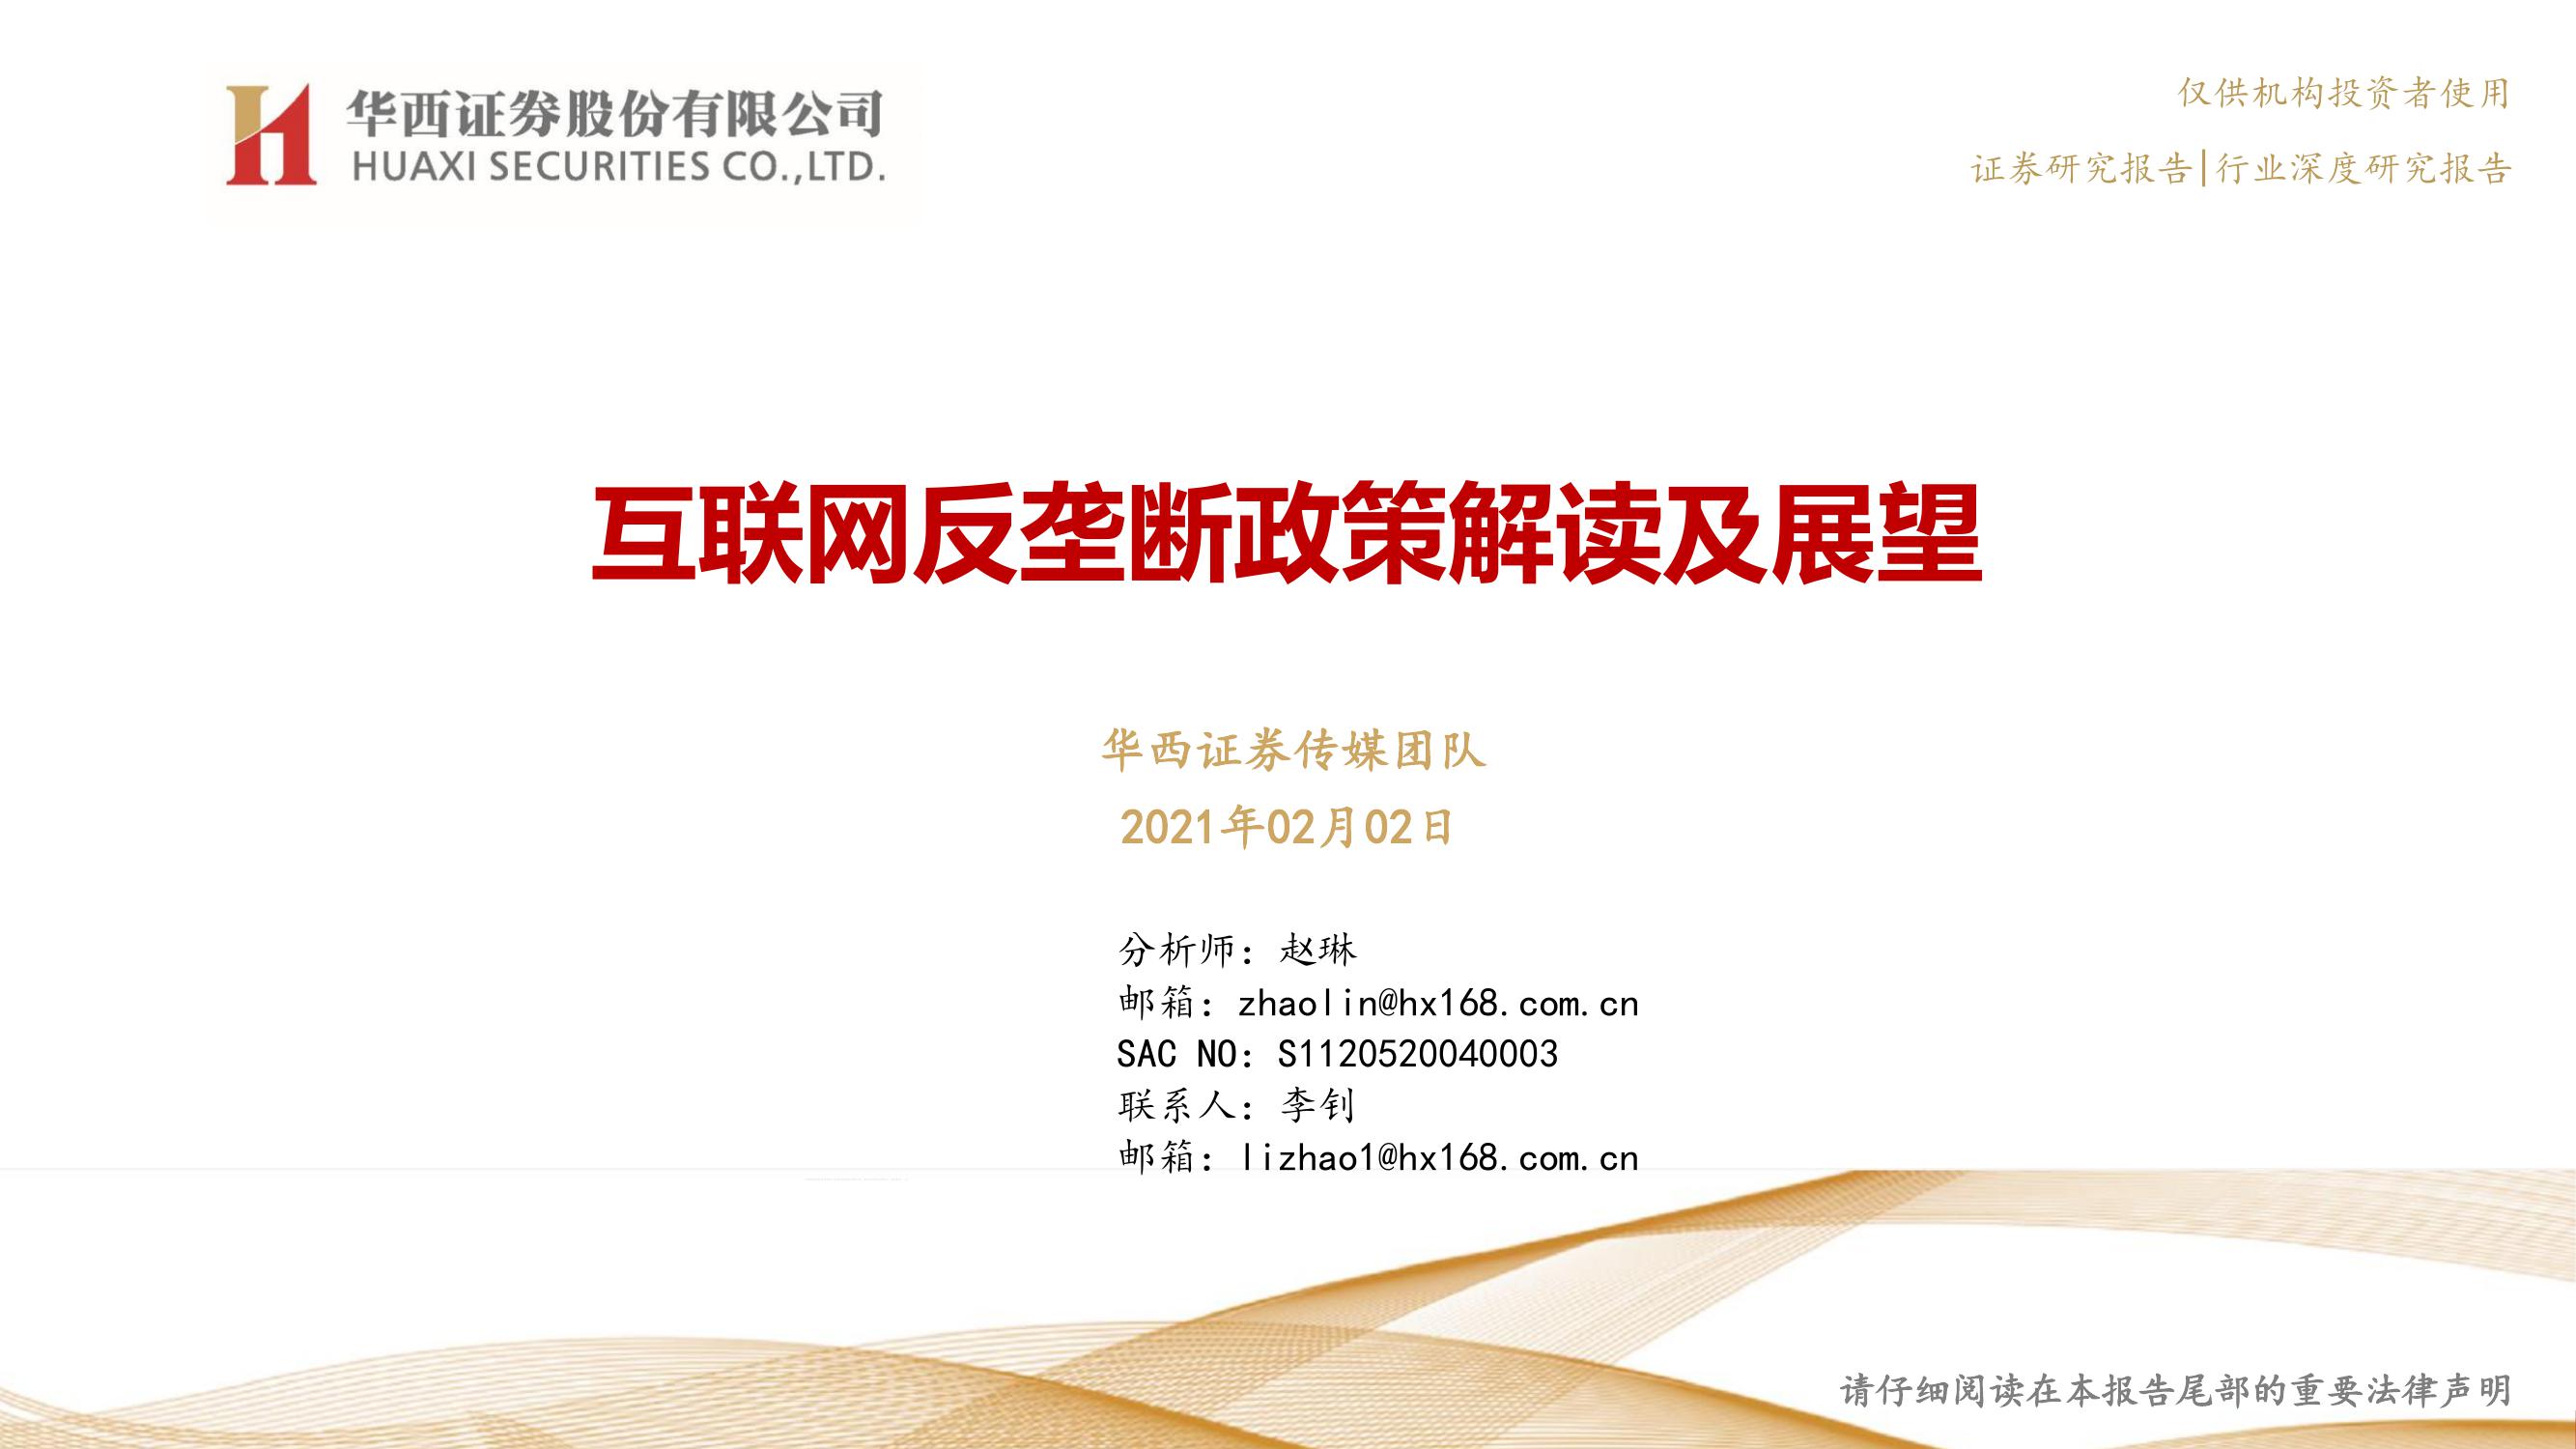 华西证券股份有限公司
HUAXI SECURITIES CO.,LTD.
仅供机构投资者使用
证券研究报告|行业深度研究报告
互联网反垄断政策解读及展望
华西证券传媒团队
2021年02月02日
分析师：赵琳
邮箱：zhaolin@hx168.com.cn
SAC NO：S1120520040003
联系人：李钊
邮箱：lizhao1@hx168.com.cn
请仔细阅读在本报告尾部的重要法律声明